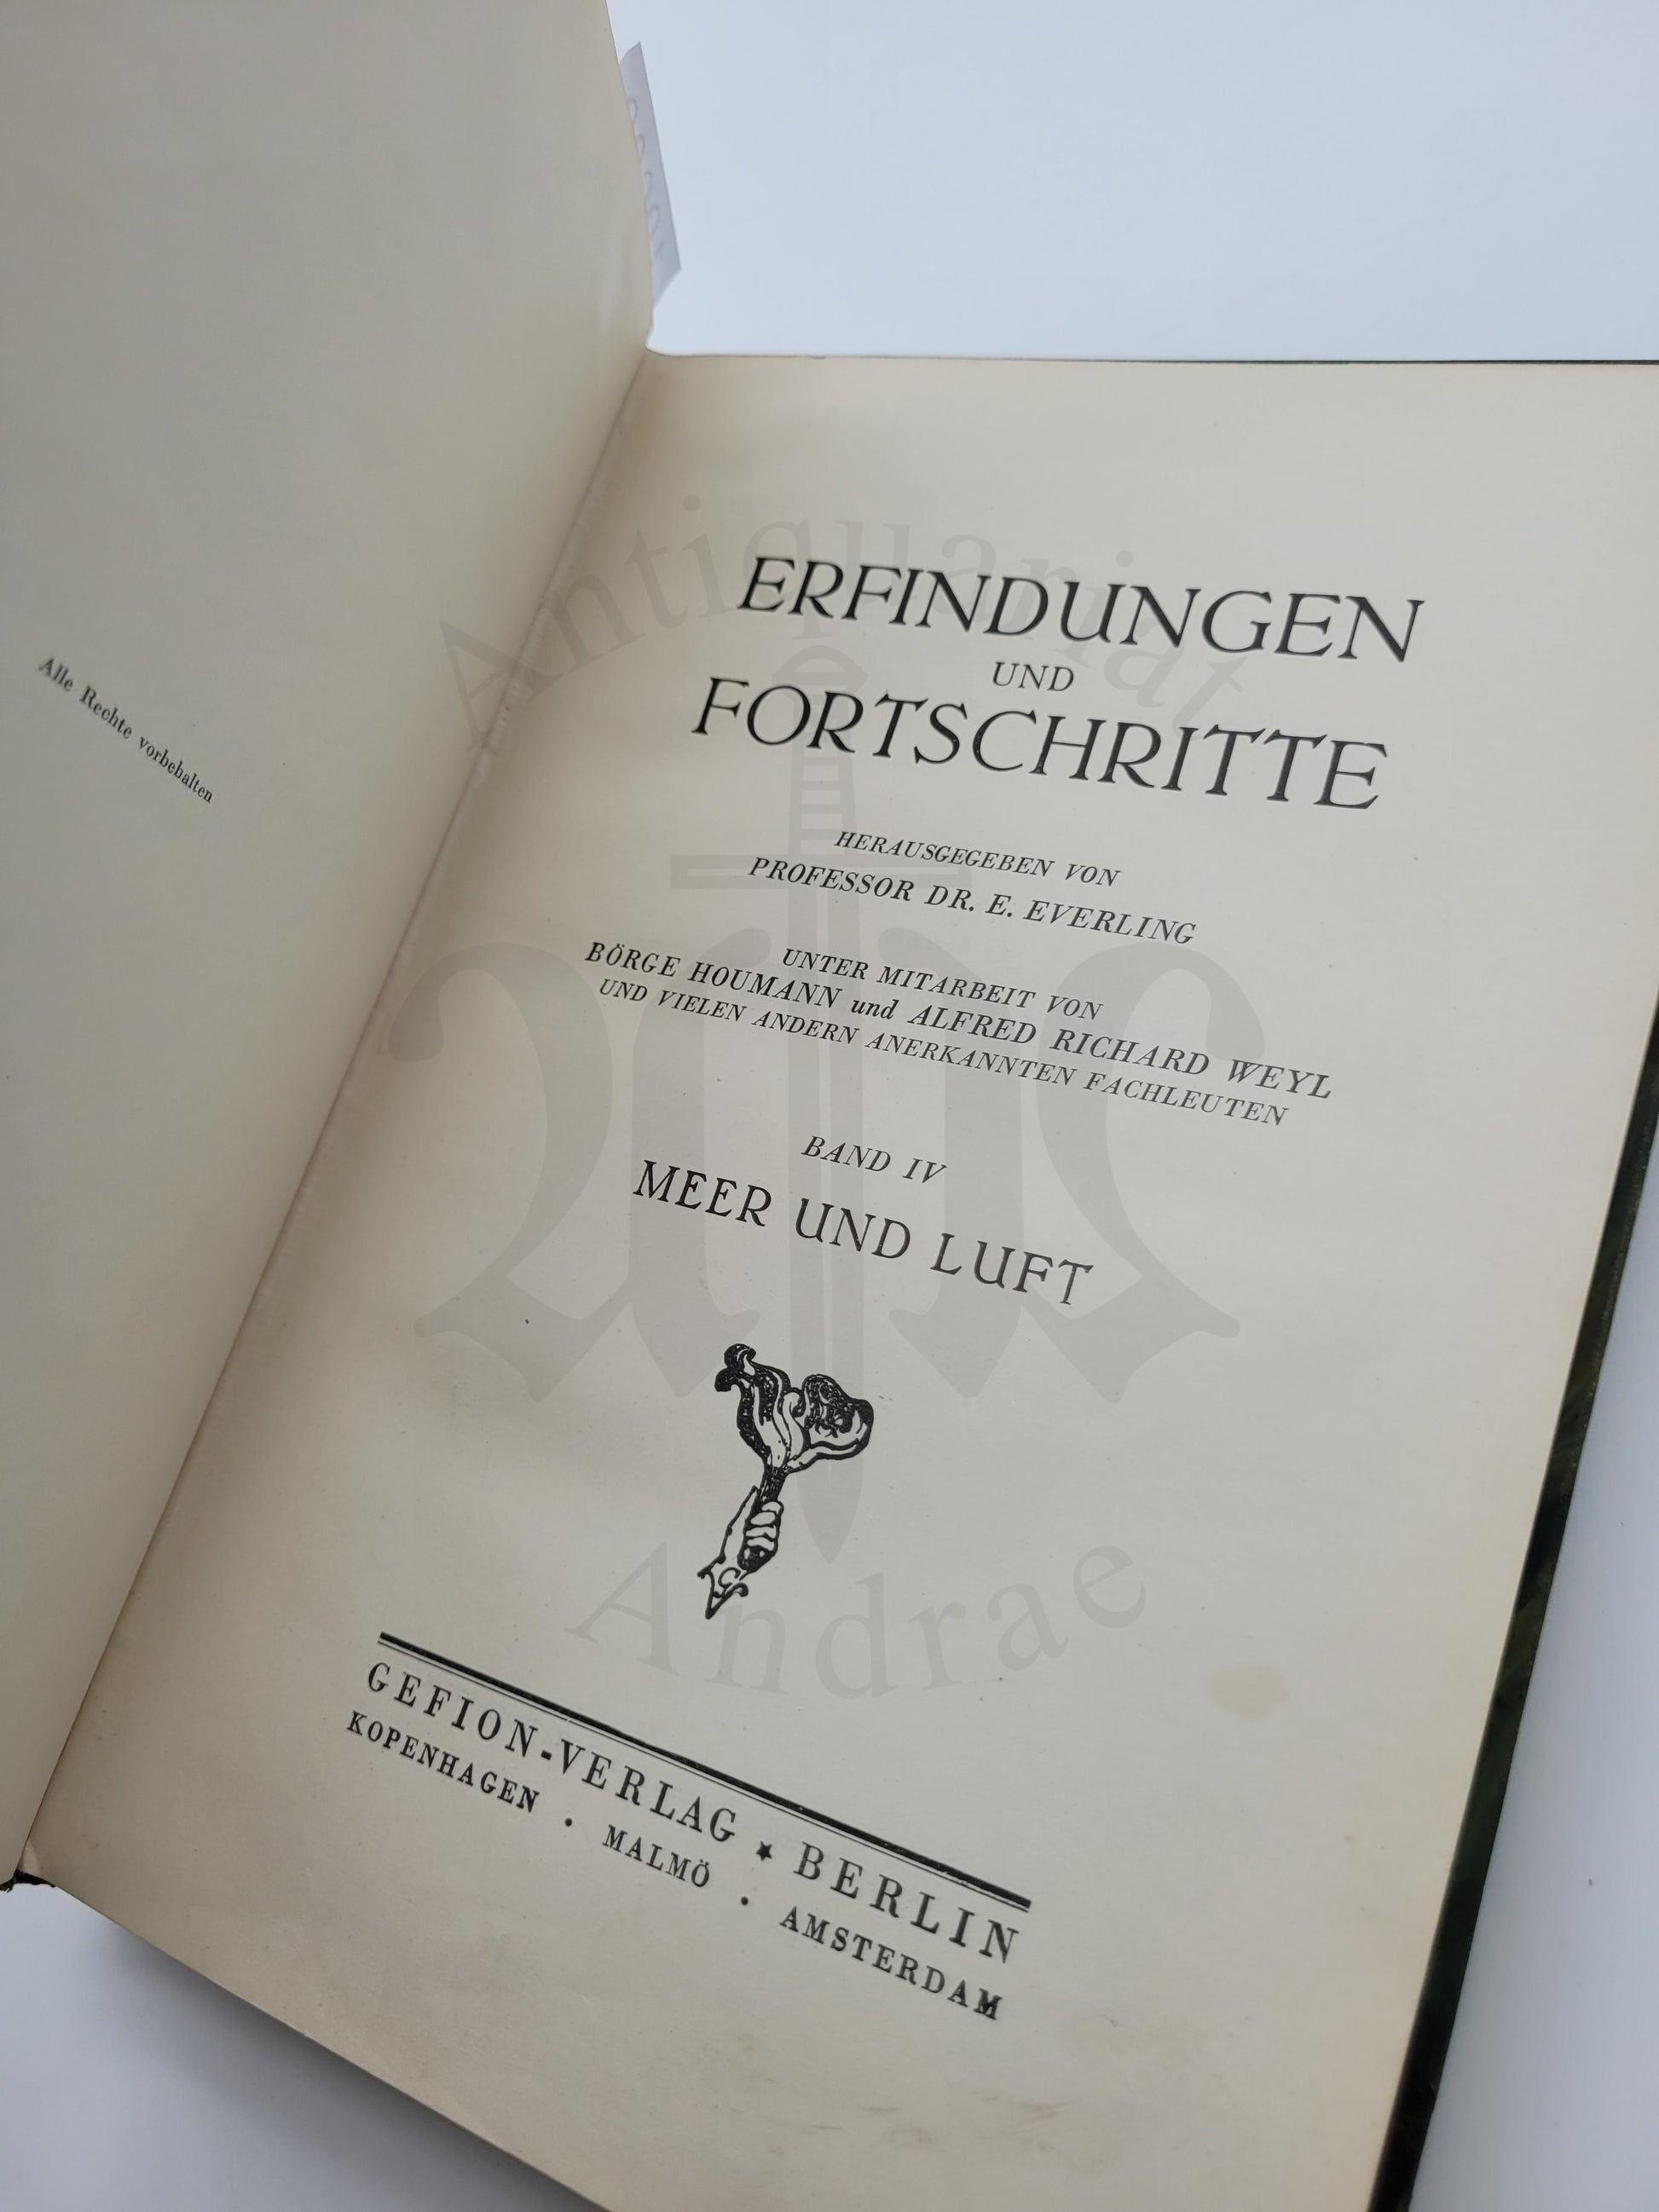 Alle Rechte vorbehalten
ERFINDUNGEN
UND
FORTSCHRITTE
HERAUSGEGEBEN VON
PROFESSOR DR. E. EVERLING
UNTER MITARBEIT VON
BÖRGE HOUMANN und ALFRED RICHARD WEYL
UND VIELEN ANDERN ANERKANNTEN FACHLEUTEN
BAND IV
MEER UND LUFT
GEFION-VERLAG ★ BERLIN
KOPENHAGEN · MALMÖ · AMSTERDAM
Antiquariat
Andrae